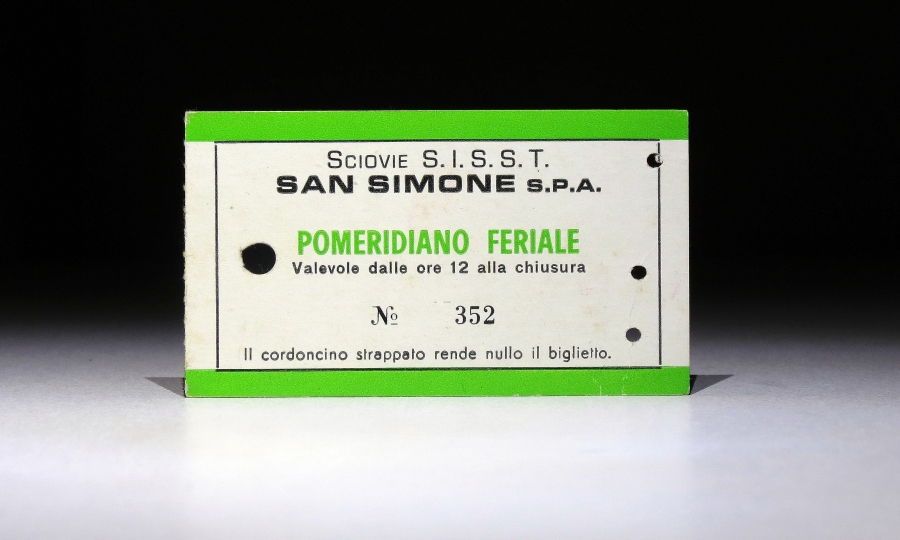 Sciovie S.I.S.S.T.
SAN SIMONE S.P.A.
POMERIDIANO FERIALE
Valevole dalle ore 12 alla chiusura
№ 352
Il cordoncino strappato rende nullo il biglietto.